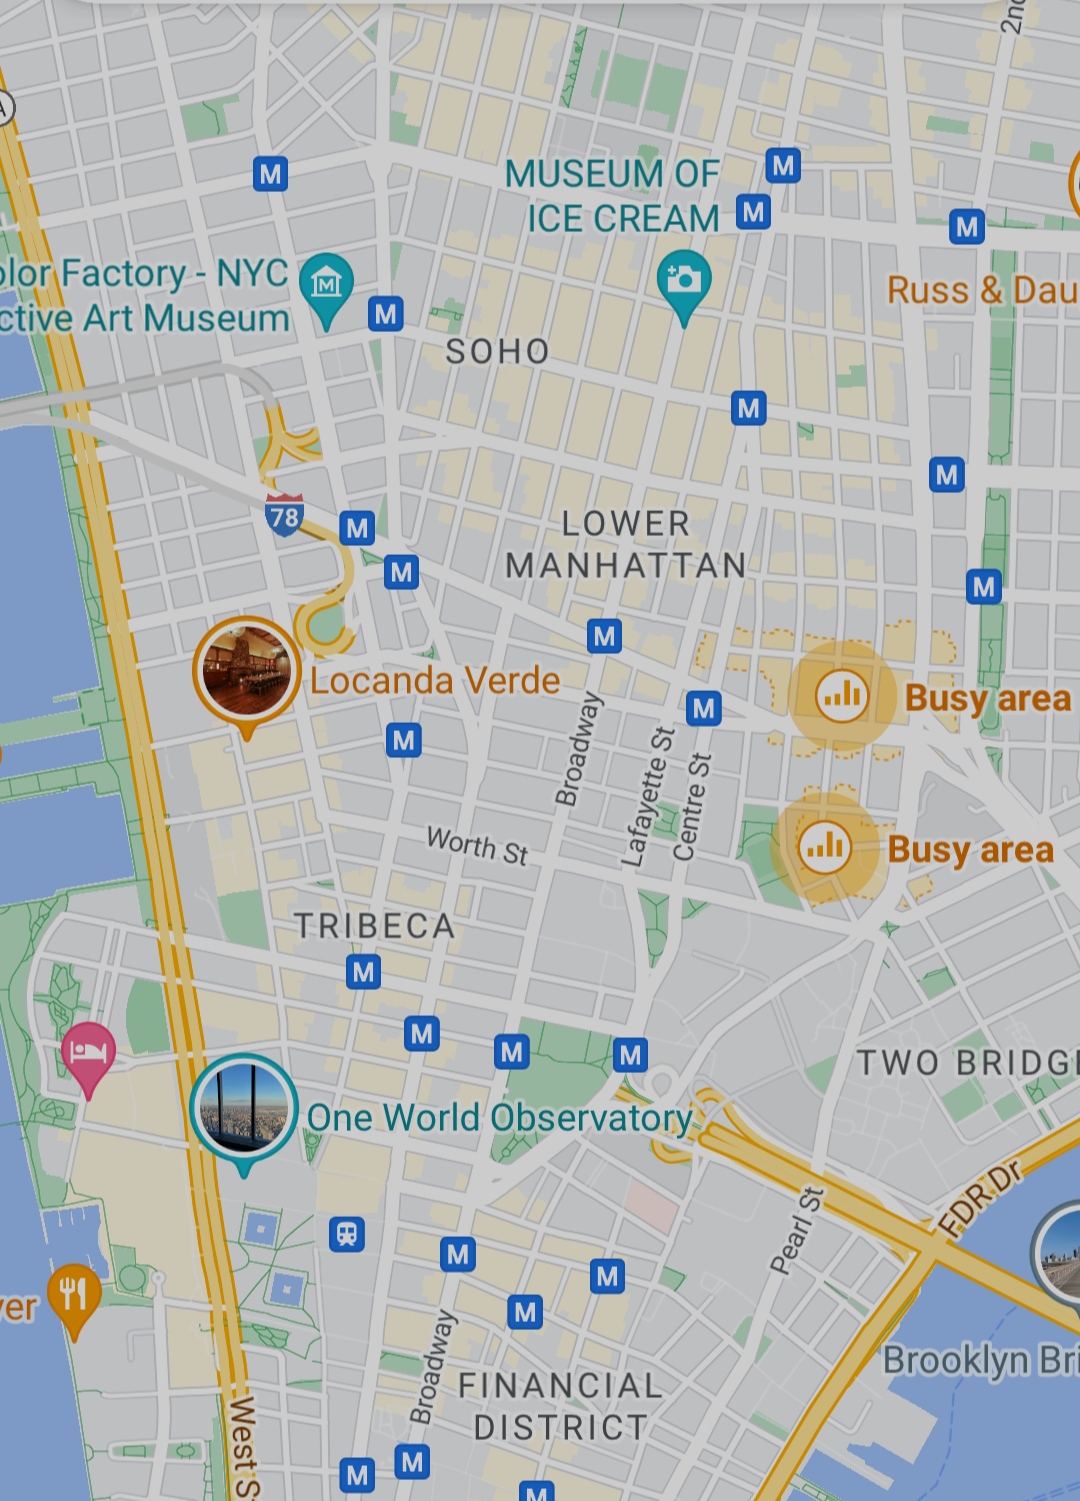 2nd
A
M
MUSEUM OF
ICE CREAM
M
M
M
Russ & Dau
olor Factory - NYC
ctive Art Museum
M
M
SOHO
M
M
78
M
M
LOWER
MANHATTAN
M
M
Locanda Verde
M
Busy area
M
Broadway
Lafayette St
Centre St
Worth St
Busy area
TRIBECA
M
M
M
M
TWO BRIDGE
One World Observatory
FDR Dr
Pearl St
M
M
M
ver
Brooklyn Bri
Broadway
FINANCIAL
DISTRICT
West S
M
M
M